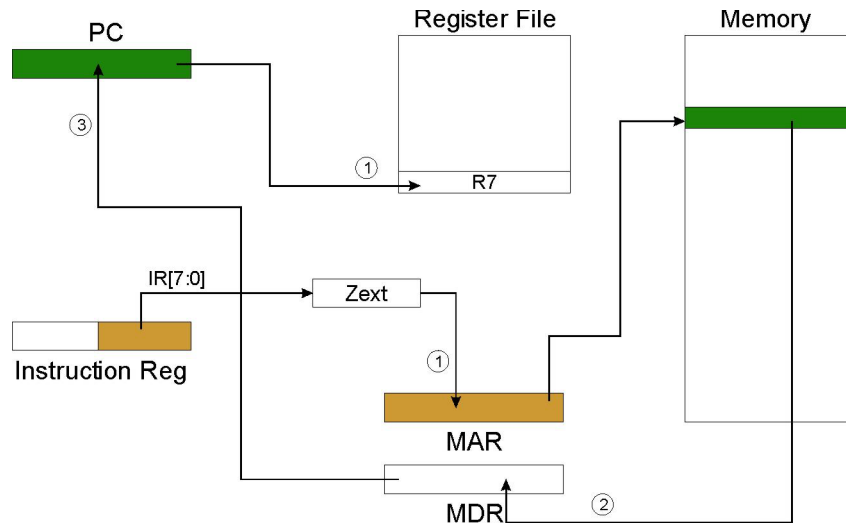 PC
Register File
Memory
③
①
R7
IR[7:0]
Zext
Instruction Reg
①
MAR
MDR
②